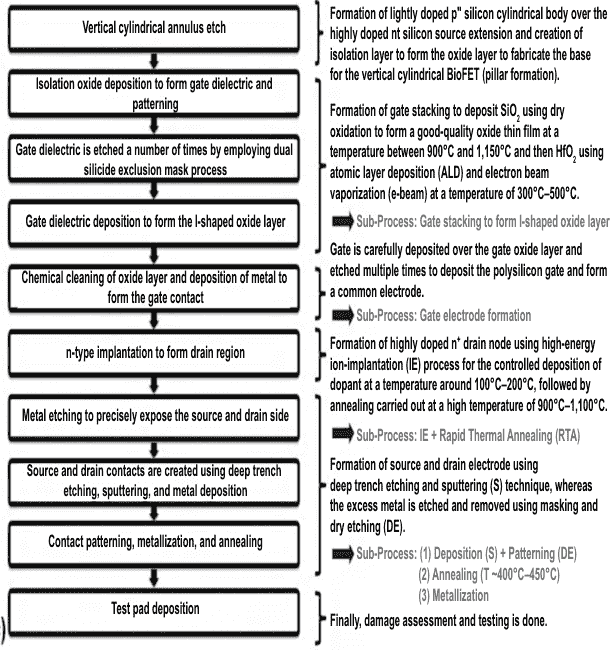 Vertical cylindrical annulus etch
Formation of lightly doped p" silicon cylindrical body over the
highly doped nt silicon source extension and creation of
isolation layer to form the oxide layer to fabricate the base
for the vertical cylindrical BioFET (pillar formation).
Isolation oxide deposition to form gate dielectric and
patterning
Gate dielectric is etched a number of times by employing dual
silicide exclusion mask process
Gate dielectric deposition to form the I-shaped oxide layer
Formation of gate stacking to deposit SiO2 using dry
oxidation to form a good-quality oxide thin film at a
temperature between 900°C and 1,150°C and then HfO2 using
atomic layer deposition (ALD) and electron beam
vaporization (e-beam) at a temperature of 300°C–500°C.
Sub-Process: Gate stacking to form I-shaped oxide layer
Chemical cleaning of oxide layer and deposition of metal to
form the gate contact
Gate is carefully deposited over the gate oxide layer and
etched multiple times to deposit the polysilicon gate and form
a common electrode.
Sub-Process: Gate electrode formation
n-type implantation to form drain region
Formation of highly doped n+ drain node using high-energy
ion-implantation (IE) process for the controlled deposition of
dopant at a temperature around 100°C–200°C, followed by
annealing carried out at a high temperature of 900°C–1,100°C.
Sub-Process: IE + Rapid Thermal Annealing (RTA)
Metal etching to precisely expose the source and drain side
Source and drain contacts are created using deep trench
etching, sputtering, and metal deposition
Contact patterning, metallization, and annealing
Formation of source and drain electrode using
deep trench etching and sputtering (S) technique, whereas
the excess metal is etched and removed using masking and
dry etching (DE).
Sub-Process: (1) Deposition (S) + Patterning (DE)
(2) Annealing (T ~400°C–450°C)
(3) Metallization
Test pad deposition
Finally, damage assessment and testing is done.
)